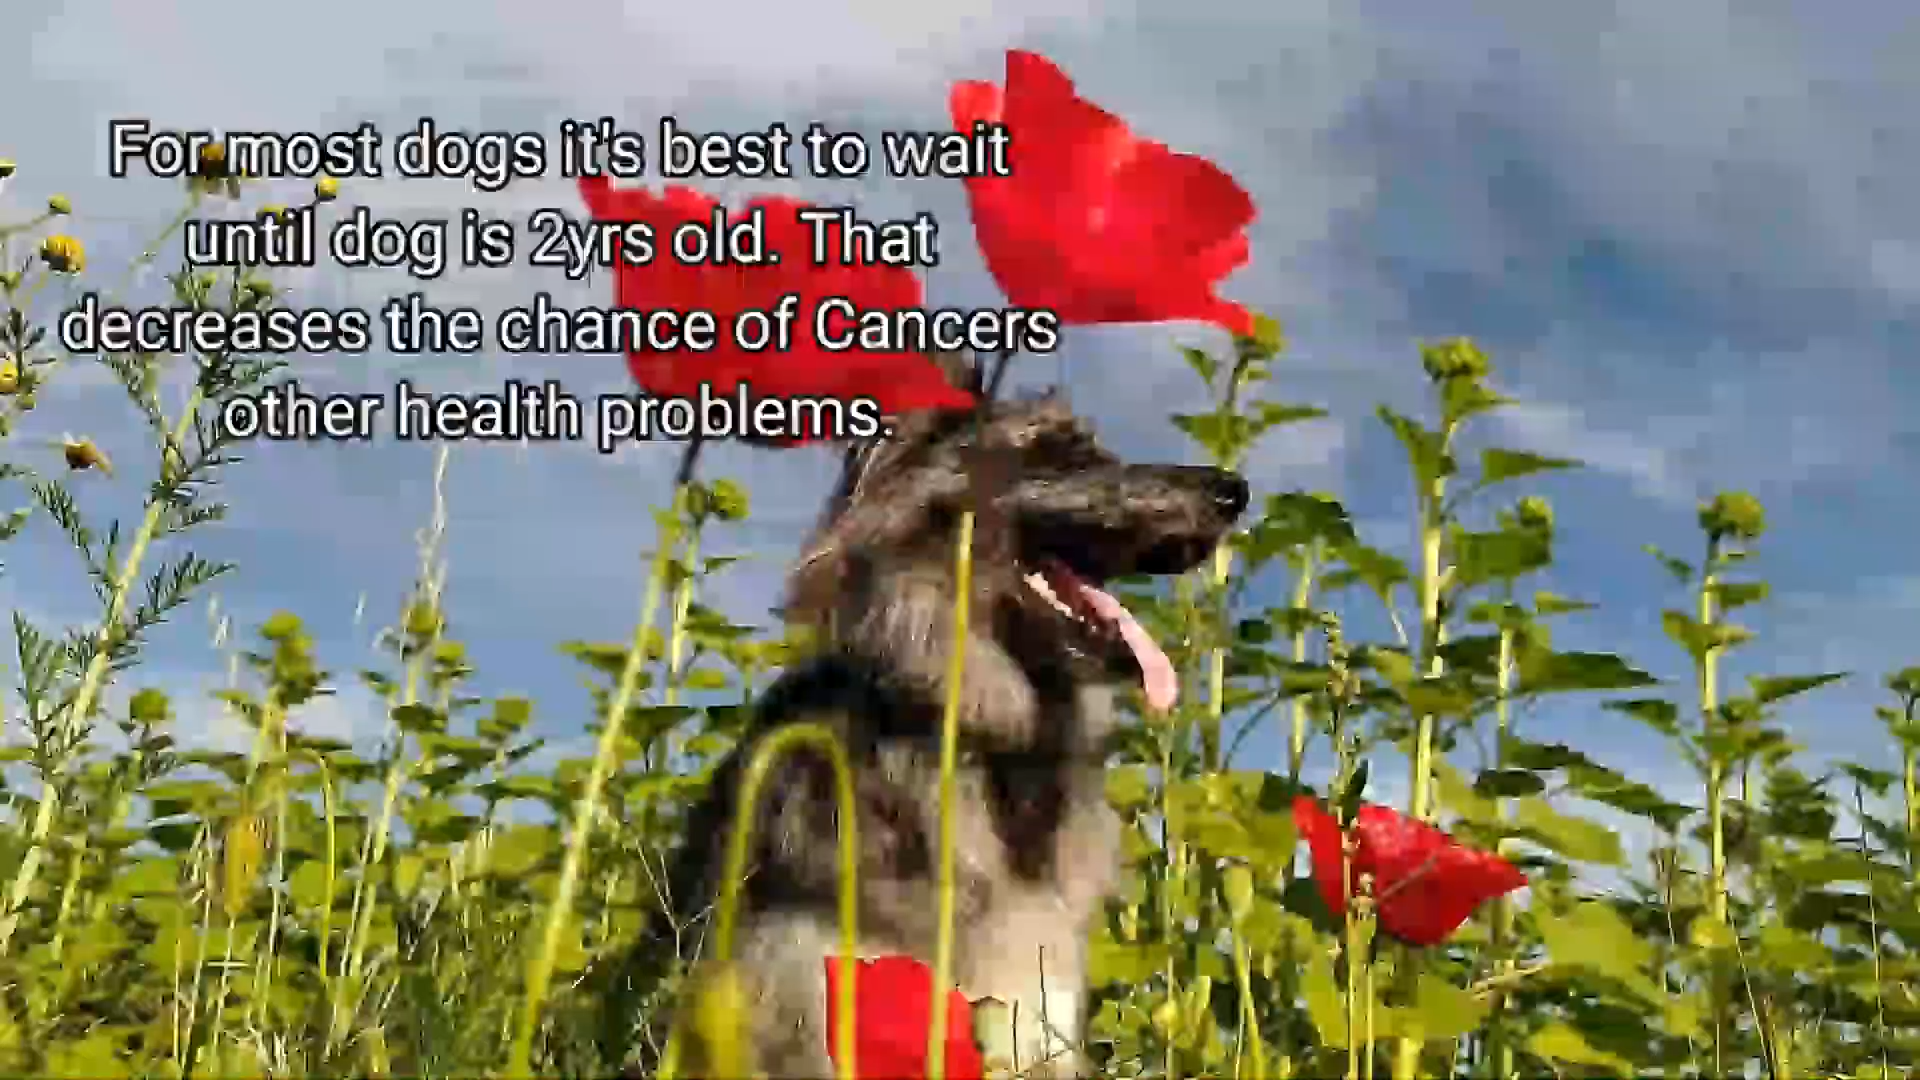 For most dogs it's best to wait
until dog is 2yrs old. That
decreases the chance of Cancers
other health problems.